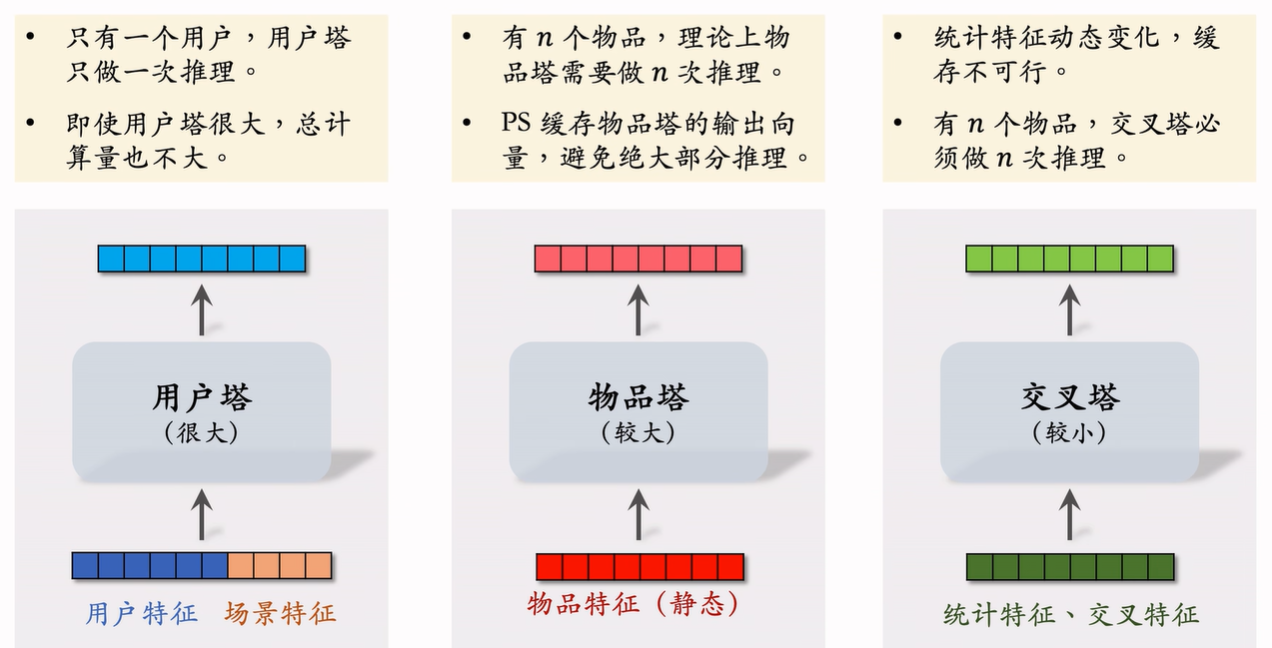 • 只有一个用户，用户塔
只做一次推理。
• 即使用户塔很大，总计
算量也不大。
• 有 n 个物品，理论上物
品塔需要做 n 次推理。
• PS 缓存物品塔的输出向
量，避免绝大部分推理。
• 统计特征动态变化，缓
存不可行。
• 有 n 个物品，交叉塔必
须做 n 次推理。
用户塔
（很大）
用户特征 场景特征
物品塔
（较大）
物品特征（静态）
交叉塔
（较小）
统计特征、交叉特征